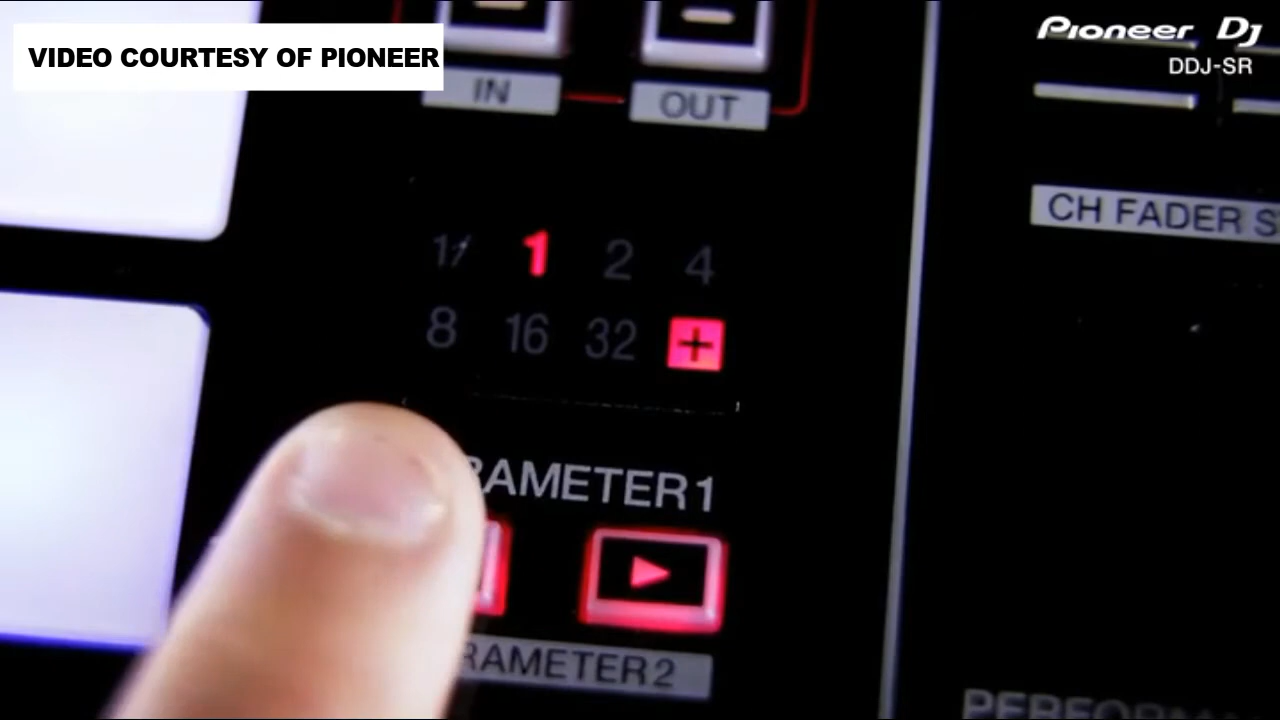 VIDEO COURTESY OF PIONEER
Pioneer DJ
DDJ-SR
IN OUT
CH FADER S
1 2 4
8 16 32 +
RAMETER1
RAMETER2
PERFORM